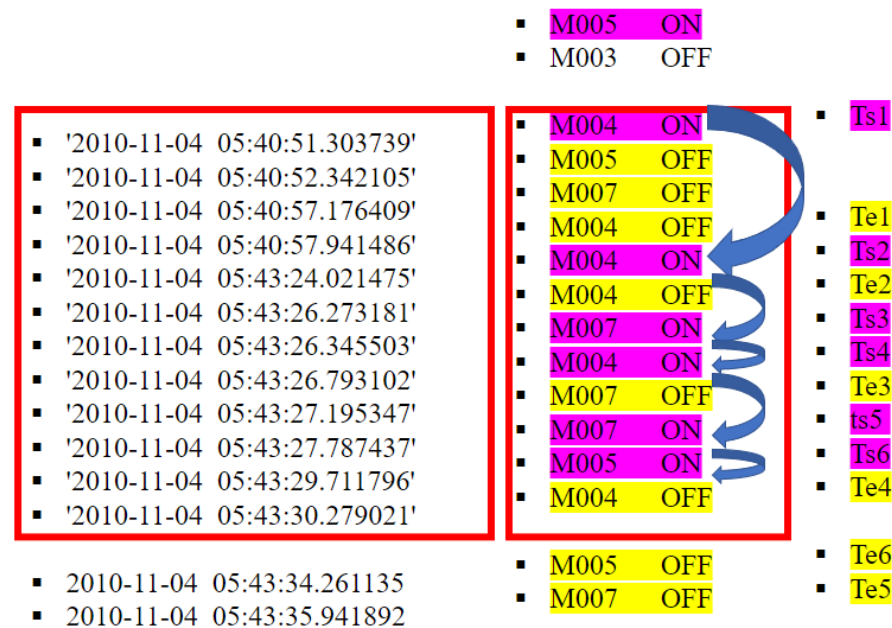 ▪ M005 ON
▪ M003 OFF
▪ '2010-11-04 05:40:51.303739' ▪ M004 ON ▪ Ts1
▪ '2010-11-04 05:40:52.342105' ▪ M005 OFF
▪ '2010-11-04 05:40:57.176409' ▪ M007 OFF
▪ '2010-11-04 05:40:57.941486' ▪ M004 OFF ▪ Te1
▪ '2010-11-04 05:43:24.021475' ▪ M004 ON ▪ Ts2
▪ '2010-11-04 05:43:26.273181' ▪ M004 OFF ▪ Te2
▪ '2010-11-04 05:43:26.345503' ▪ M007 ON ▪ Ts3
▪ '2010-11-04 05:43:26.793102' ▪ M004 ON ▪ Ts4
▪ '2010-11-04 05:43:27.195347' ▪ M007 OFF ▪ Te3
▪ '2010-11-04 05:43:27.787437' ▪ M007 ON ▪ ts5
▪ '2010-11-04 05:43:29.711796' ▪ M005 ON ▪ Ts6
▪ '2010-11-04 05:43:30.279021' ▪ M004 OFF ▪ Te4
▪ 2010-11-04 05:43:34.261135 ▪ M005 OFF ▪ Te6
▪ 2010-11-04 05:43:35.941892 ▪ M007 OFF ▪ Te5